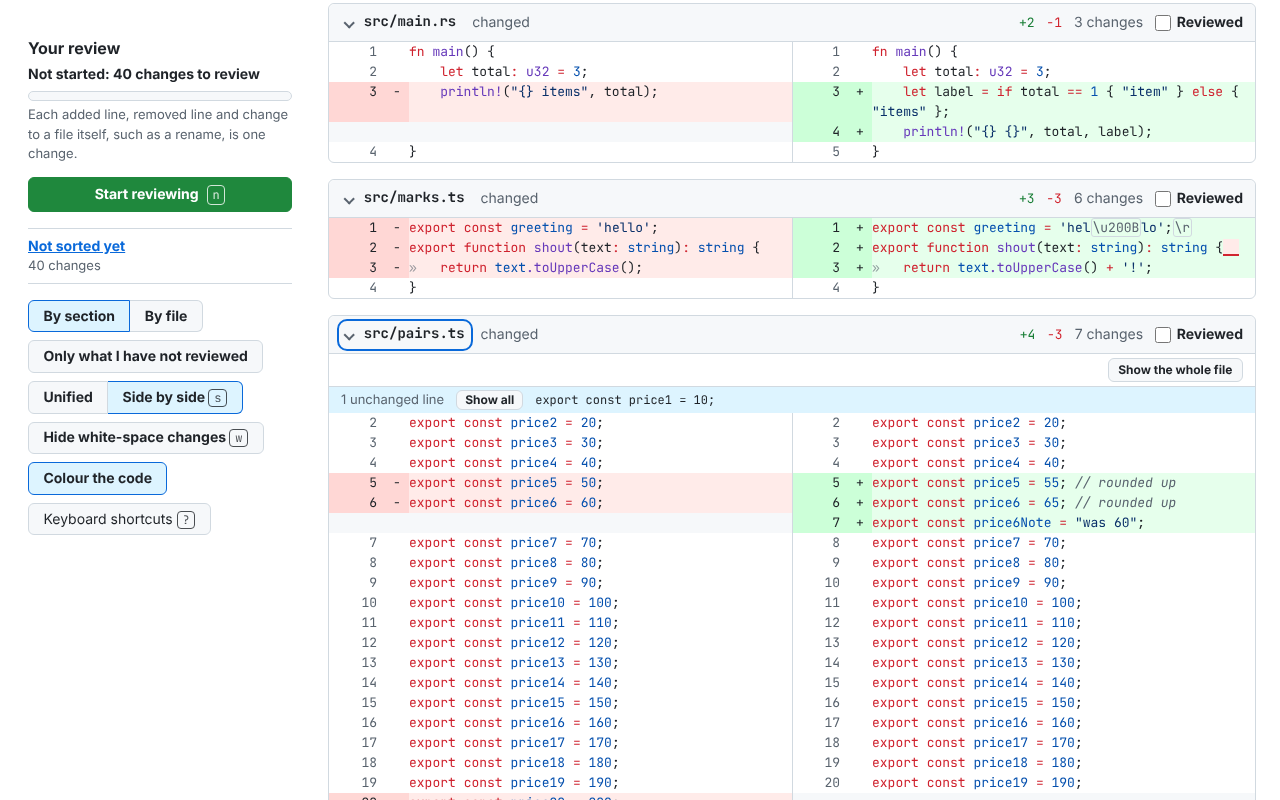 Your review
Not started: 40 changes to review
Each added line, removed line and change
to a file itself, such as a rename, is one
change.
Start reviewing n
Not sorted yet
40 changes
By section By file
Only what I have not reviewed
Unified Side by side s
Hide white-space changes w
Colour the code
Keyboard shortcuts ?
src/main.rs changed +2 -1 3 changes Reviewed
1 fn main() { 1 fn main() {
2 let total: u32 = 3; 2 let total: u32 = 3;
3 - println!("{} items", total); 3 + let label = if total == 1 { "item" } else {
"items" };
4 + println!("{} {}", total, label);
4 } 5 }
src/marks.ts changed +3 -3 6 changes Reviewed
1 - export const greeting = 'hello'; 1 + export const greeting = 'hel\u200Blo';\r
2 - export function shout(text: string): string { 2 + export function shout(text: string): string {
3 - » return text.toUpperCase(); 3 + » return text.toUpperCase() + '!';
4 } 4 }
src/pairs.ts changed +4 -3 7 changes Reviewed
Show the whole file
1 unchanged line Show all export const price1 = 10;
2 export const price2 = 20; 2 export const price2 = 20;
3 export const price3 = 30; 3 export const price3 = 30;
4 export const price4 = 40; 4 export const price4 = 40;
5 - export const price5 = 50; 5 + export const price5 = 55; // rounded up
6 - export const price6 = 60; 6 + export const price6 = 65; // rounded up
7 + export const price6Note = "was 60";
7 export const price7 = 70; 8 export const price7 = 70;
8 export const price8 = 80; 9 export const price8 = 80;
9 export const price9 = 90; 10 export const price9 = 90;
10 export const price10 = 100; 11 export const price10 = 100;
11 export const price11 = 110; 12 export const price11 = 110;
12 export const price12 = 120; 13 export const price12 = 120;
13 export const price13 = 130; 14 export const price13 = 130;
14 export const price14 = 140; 15 export const price14 = 140;
15 export const price15 = 150; 16 export const price15 = 150;
16 export const price16 = 160; 17 export const price16 = 160;
17 export const price17 = 170; 18 export const price17 = 170;
18 export const price18 = 180; 19 export const price18 = 180;
19 export const price19 = 190; 20 export const price19 = 190;